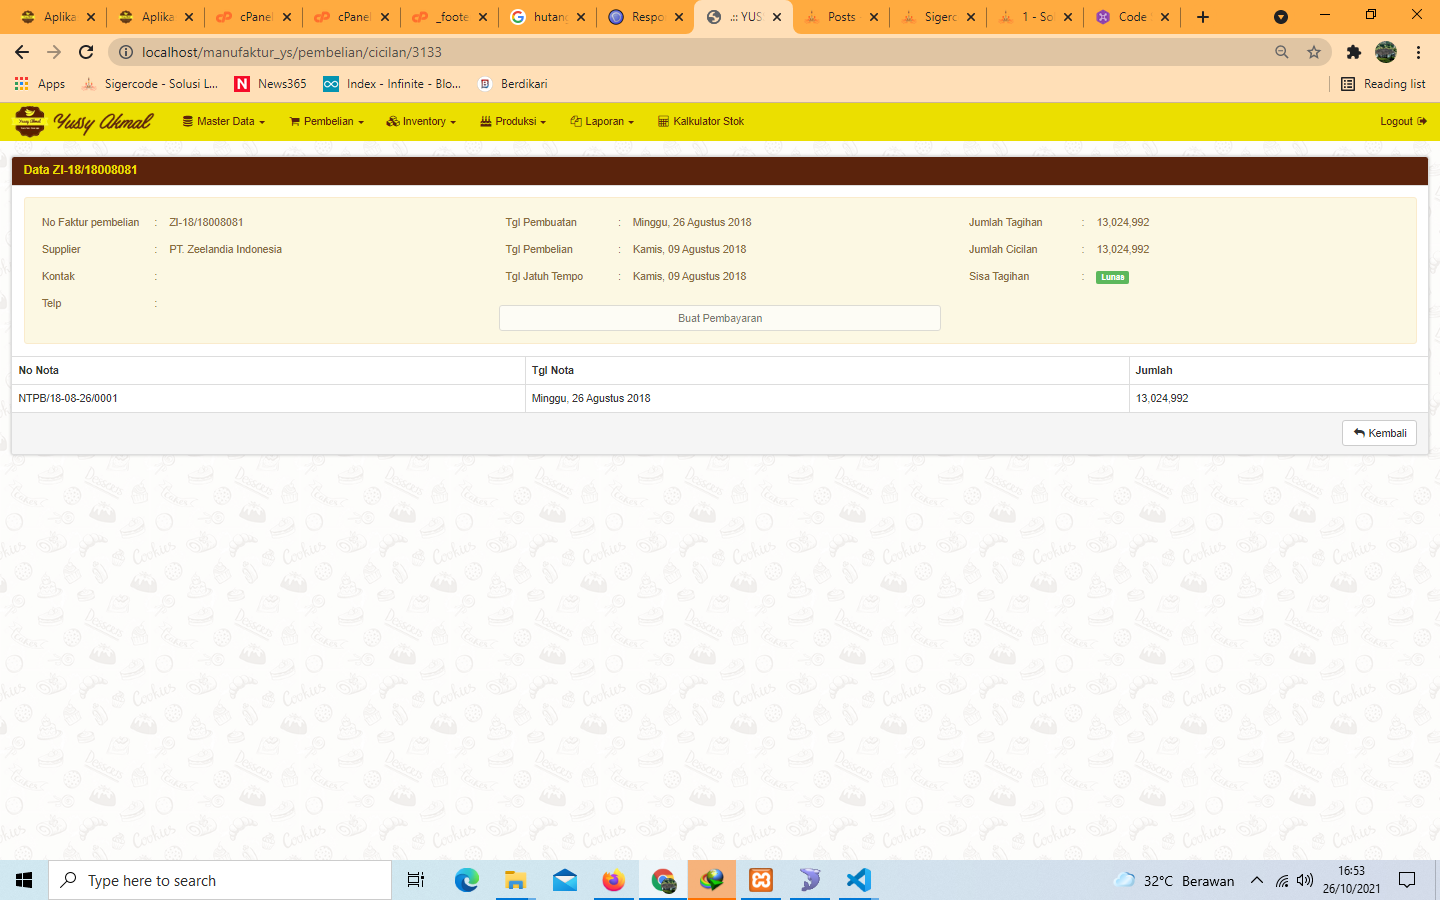 Aplika
Aplika
cPanel
cPanel
_foote
hutang
Respo
.:: YUS
Posts
Sigerc
1 - So
Code
localhost/manufaktur_ys/pembelian/cicilan/3133
Apps
Sigercode - Solusi L...
News365
Index - Infinite - Blo...
Berdikari
Reading list
Yussy Akmal
Master Data
Pembelian
Inventory
Produksi
Laporan
Kalkulator Stok
Logout
Data ZI-18/18008081
No Faktur pembelian : ZI-18/18008081
Supplier : PT. Zeelandia Indonesia
Kontak :
Telp :
Tgl Pembuatan : Minggu, 26 Agustus 2018
Tgl Pembelian : Kamis, 09 Agustus 2018
Tgl Jatuh Tempo : Kamis, 09 Agustus 2018
Buat Pembayaran
Jumlah Tagihan : 13,024,992
Jumlah Cicilan : 13,024,992
Sisa Tagihan : Lunas
No Nota Tgl Nota Jumlah
NTPB/18-08-26/0001 Minggu, 26 Agustus 2018 13,024,992
Kembali
Type here to search
32°C Berawan
16:53
26/10/2021